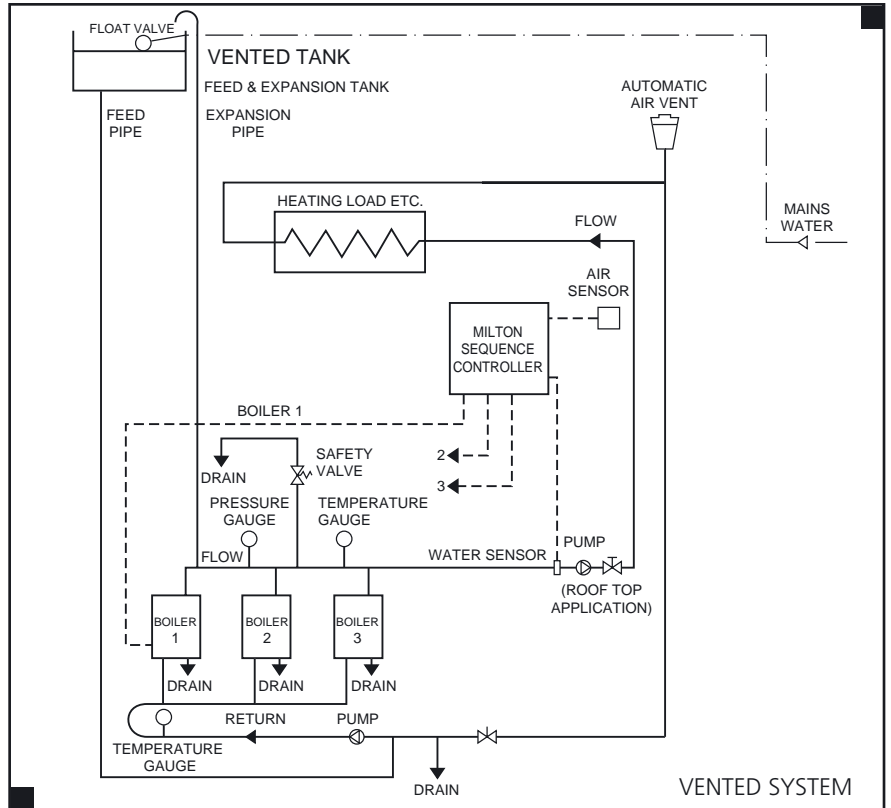 FLOAT VALVE
VENTED TANK
FEED & EXPANSION TANK
FEED
PIPE
EXPANSION
PIPE
AUTOMATIC
AIR VENT
HEATING LOAD ETC.
FLOW
MAINS
WATER
AIR
SENSOR
MILTON
SEQUENCE
CONTROLLER
BOILER 1
2
3
DRAIN
SAFETY
VALVE
PRESSURE
GAUGE
TEMPERATURE
GAUGE
FLOW
WATER SENSOR
PUMP
(ROOF TOP
APPLICATION)
BOILER
1
BOILER
2
BOILER
3
DRAIN
DRAIN
DRAIN
RETURN
PUMP
TEMPERATURE
GAUGE
DRAIN
VENTED SYSTEM